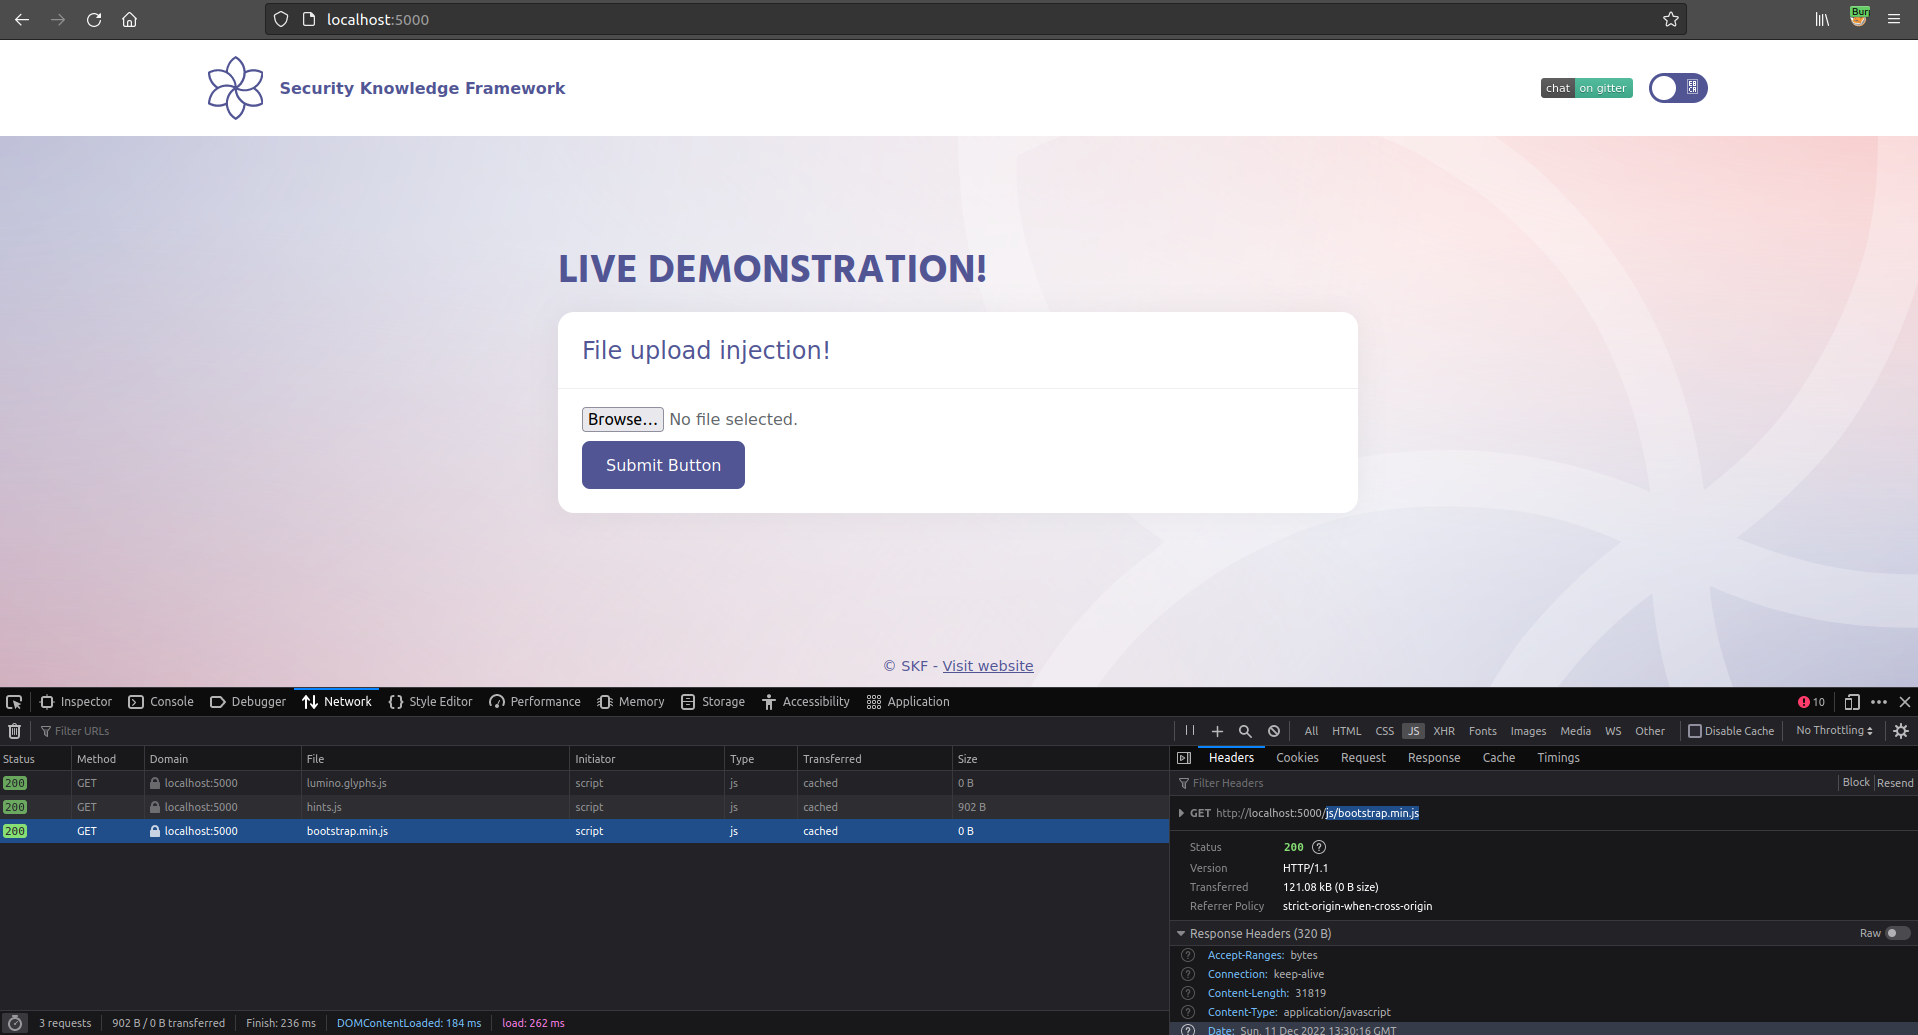 localhost:5000
Bur
Security Knowledge Framework
chat on gitter
LIVE DEMONSTRATION!
File upload injection!
Browse… No file selected.
Submit Button
© SKF - Visit website
Inspector Console Debugger Network Style Editor Performance Memory Storage Accessibility Application 10
Filter URLs
All HTML CSS JS XHR Fonts Images Media WS Other Disable Cache No Throttling
Status Method Domain File Initiator Type Transferred Size
200 GET localhost:5000 lumino.glyphs.js script js cached 0 B
200 GET localhost:5000 hints.js script js cached 902 B
200 GET localhost:5000 bootstrap.min.js script js cached 0 B
Headers Cookies Request Response Cache Timings
Filter Headers Block Resend
GET http://localhost:5000/js/bootstrap.min.js
Status 200
Version HTTP/1.1
Transferred 121.08 kB (0 B size)
Referrer Policy strict-origin-when-cross-origin
Response Headers (320 B) Raw
Accept-Ranges: bytes
Connection: keep-alive
Content-Length: 31819
Content-Type: application/javascript
Date: Sun, 11 Dec 2022 13:30:16 GMT
3 requests 902 B / 0 B transferred Finish: 236 ms DOMContentLoaded: 184 ms load: 262 ms